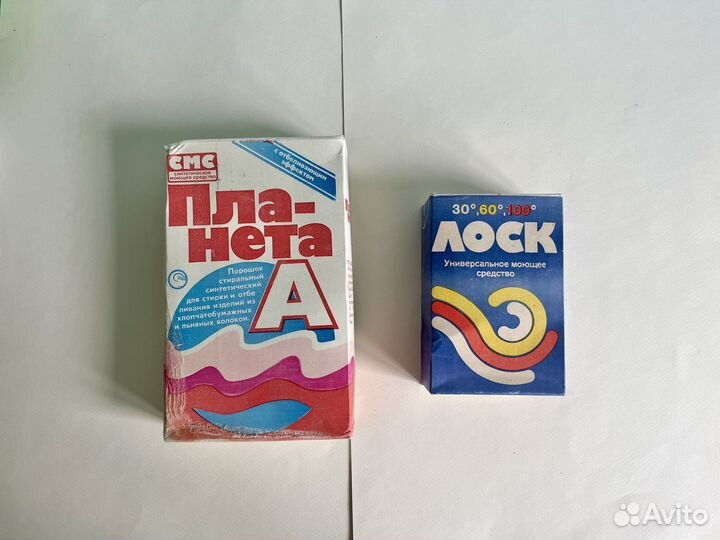 СМС
синтетическое
моющее средство
с отбеливающим
эффектом
Пла-
нета
А
Порошок
стиральный
синтетический
для стирки и отбе
ливания изделий из
хлопчатобумажных
и льняных волокон.
30°,60°,100°
ЛОСК
Универсальное моющее
средство
Avito